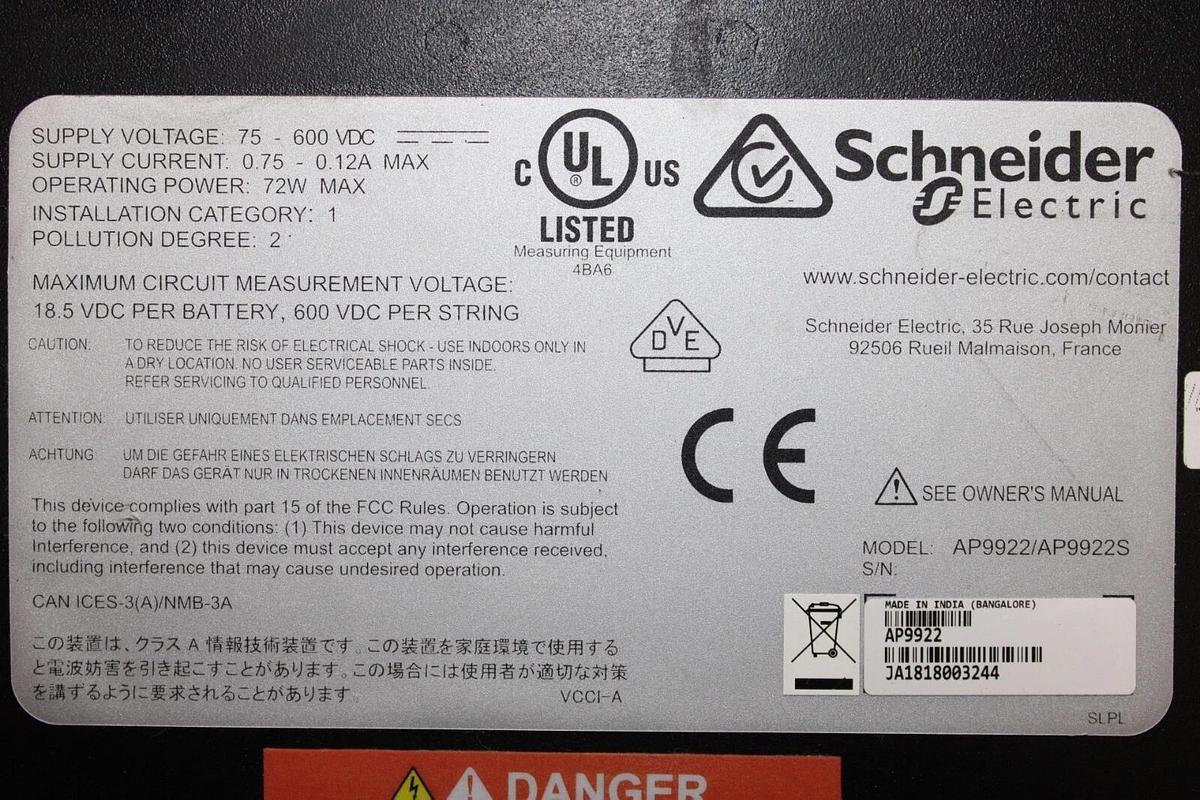 SUPPLY VOLTAGE: 75 - 600 VDC
SUPPLY CURRENT: 0.75 - 0.12A MAX
OPERATING POWER: 72W MAX
INSTALLATION CATEGORY: 1
POLLUTION DEGREE: 2
MAXIMUM CIRCUIT MEASUREMENT VOLTAGE:
18.5 VDC PER BATTERY, 600 VDC PER STRING
CAUTION: TO REDUCE THE RISK OF ELECTRICAL SHOCK - USE INDOORS ONLY IN
A DRY LOCATION. NO USER SERVICEABLE PARTS INSIDE.
REFER SERVICING TO QUALIFIED PERSONNEL.
ATTENTION: UTILISER UNIQUEMENT DANS EMPLACEMENT SECS
ACHTUNG UM DIE GEFAHR EINES ELEKTRISCHEN SCHLAGS ZU VERRINGERN
DARF DAS GERÄT NUR IN TROCKENEN INNENRÄUMEN BENUTZT WERDEN
This device complies with part 15 of the FCC Rules. Operation is subject
to the following two conditions: (1) This device may not cause harmful
Interference, and (2) this device must accept any interference received,
including interference that may cause undesired operation.
CAN ICES-3(A)/NMB-3A
この装置は、クラス A 情報技術装置です。この装置を家庭環境で使用する
と電波妨害を引き起こすことがあります。この場合には使用者が適切な対策
を講ずるように要求されることがあります。 VCCI-A
C UL ® US
LISTED
Measuring Equipment
4BA6
DVE
CE
Schneider
Electric
www.schneider-electric.com/contact
Schneider Electric, 35 Rue Joseph Monier
92506 Rueil Malmaison, France
SEE OWNER'S MANUAL
MODEL: AP9922/AP9922S
S/N:
MADE IN INDIA (BANGALORE)
AP9922
JA1818003244
SLPL
DANGER